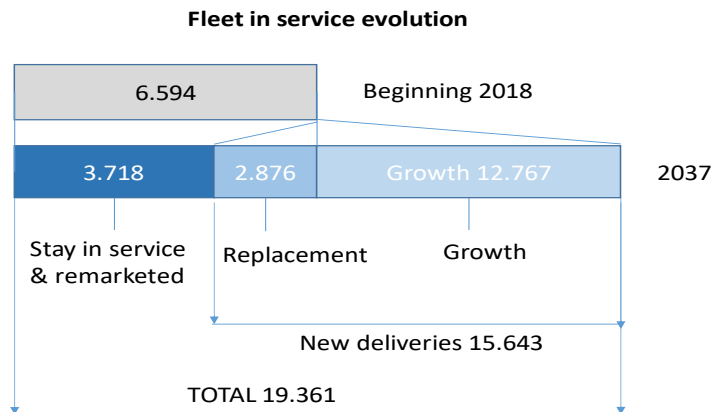 Fleet in service evolution
6.594
Beginning 2018
3.718
2.876
Growth 12.767
2037
Stay in service
& remarketed
Replacement
Growth
New deliveries 15.643
TOTAL 19.361